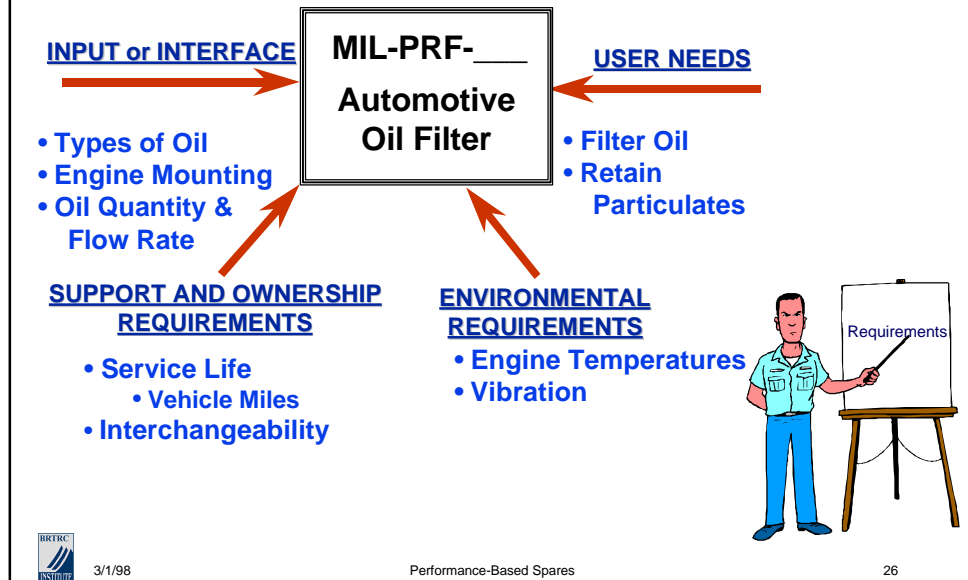 INPUT or INTERFACE
MIL-PRF-___
Automotive
Oil Filter
USER NEEDS
• Types of Oil
• Engine Mounting
• Oil Quantity &
Flow Rate
• Filter Oil
• Retain
Particulates
SUPPORT AND OWNERSHIP
REQUIREMENTS
• Service Life
• Vehicle Miles
• Interchangeability
ENVIRONMENTAL
REQUIREMENTS
• Engine Temperatures
• Vibration
Requirements
BRTRC
INSTITUTE
3/1/98
Performance-Based Spares
26